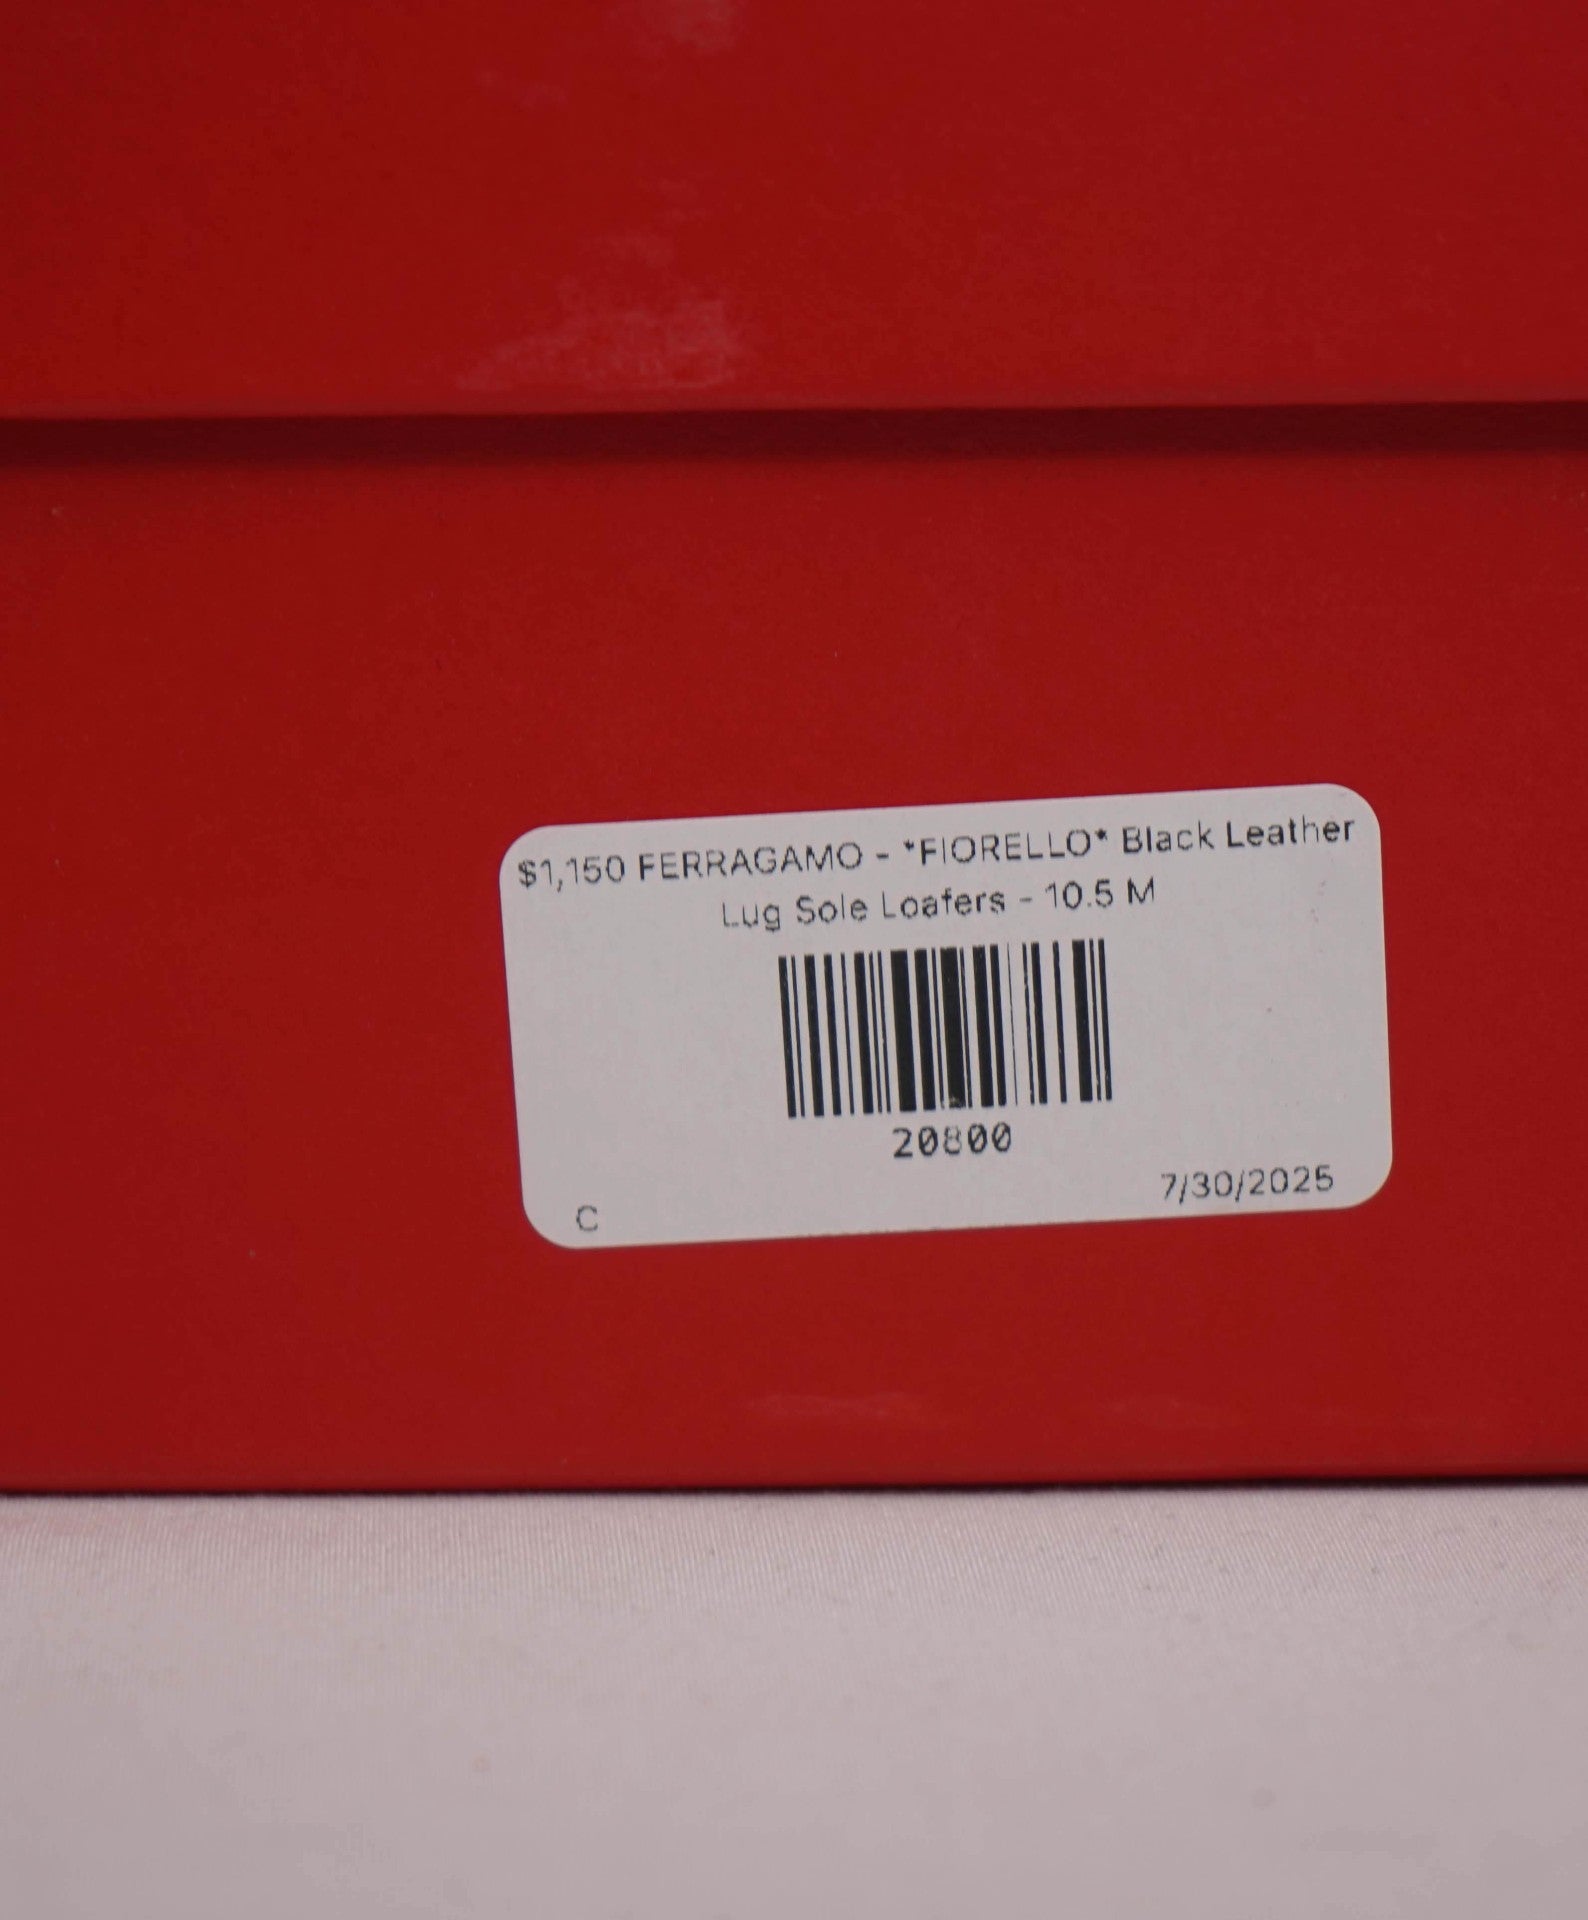 $1,150 FERRAGAMO - *FIORELLO* Black Leather
Lug Sole Loafers - 10.5 M
20800
C
7/30/2025